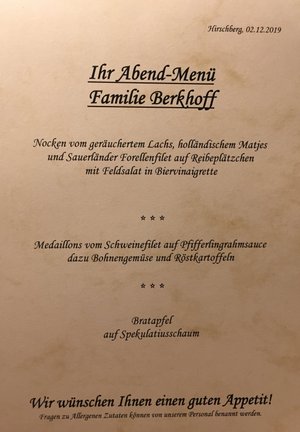 Hirschberg, 02.12.2019
Ihr Abend-Menü
Familie Berkhoff
Nocken vom geräuchertem Lachs, holländischem Matjes
und Sauerländer Forellenfilet auf Reibeplätzchen
mit Feldsalat in Biervinaigrette
* * *
Medaillons vom Schweinefilet auf Pfifferlingrahmsauce
dazu Bohnengemüse und Röstkartoffeln
* * *
Bratapfel
auf Spekulatiusschaum
Wir wünschen Ihnen einen guten Appetit!
Fragen zu Allergenen Zutaten können von unserem Personal benannt werden.